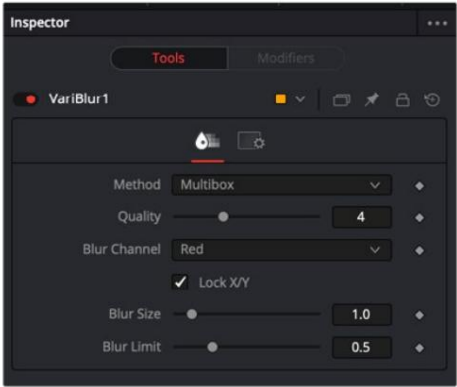 Inspector
Tools Modifiers
VariBlur1
Method Multibox
Quality 4
Blur Channel Red
Lock X/Y
Blur Size 1.0
Blur Limit 0.5